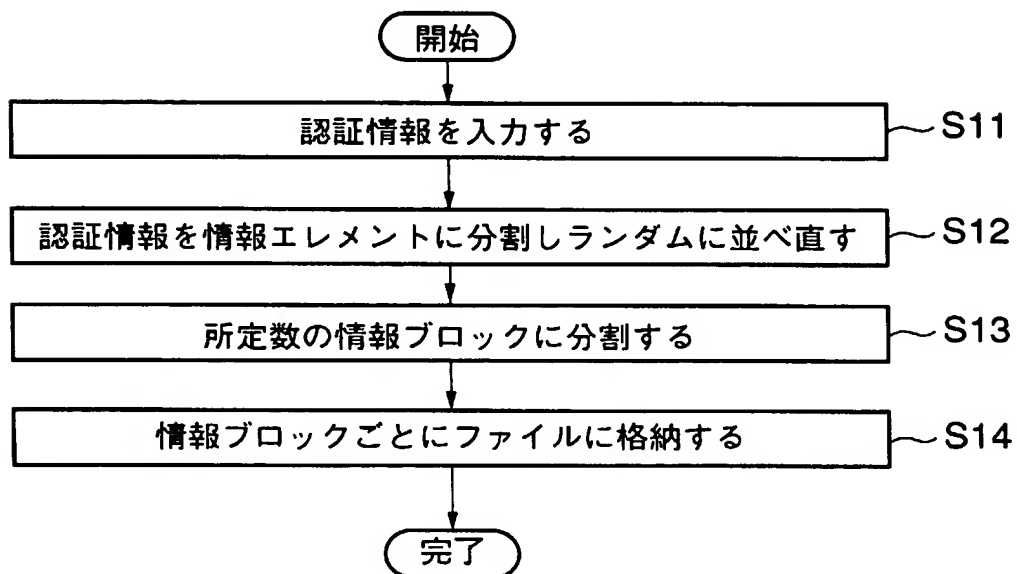 開始
認証情報を入力する S11
認証情報を情報エレメントに分割しランダムに並べ直す S12
所定数の情報ブロックに分割する S13
情報ブロックごとにファイルに格納する S14
完了